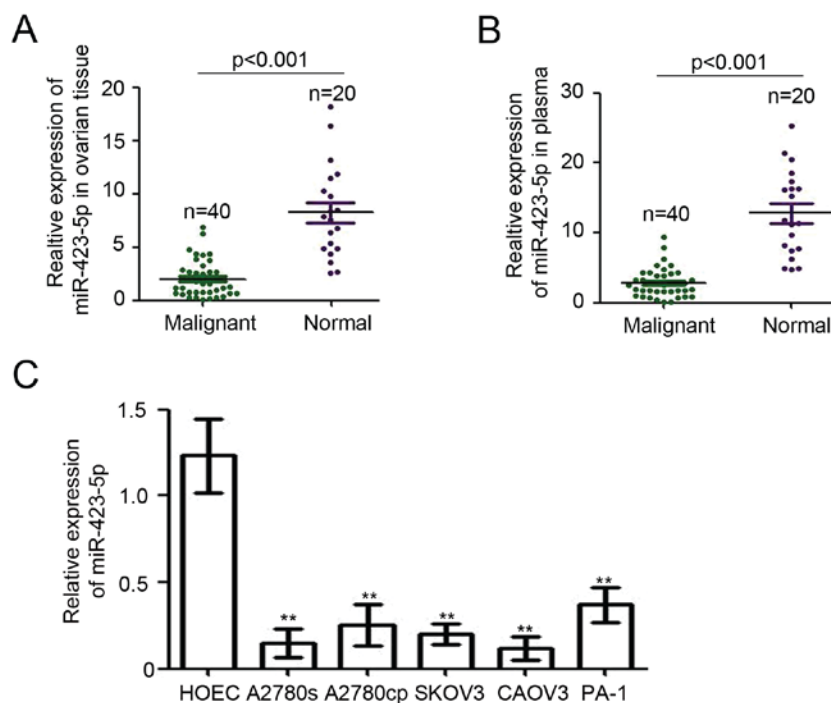 A
p<0.001
n=20
n=40
Realtive expression of
miR-423-5p in ovarian tissue
20
15
10
5
0
Malignant Normal
B
p<0.001
n=20
n=40
Relative expression
of miR-423-5p in plasma
30
20
10
0
Malignant Normal
C
Relative expression
of miR-423-5p
1.5
1.0
0.5
0
** ** ** ** **
HOEC A2780s A2780cp SKOV3 CAOV3 PA-1